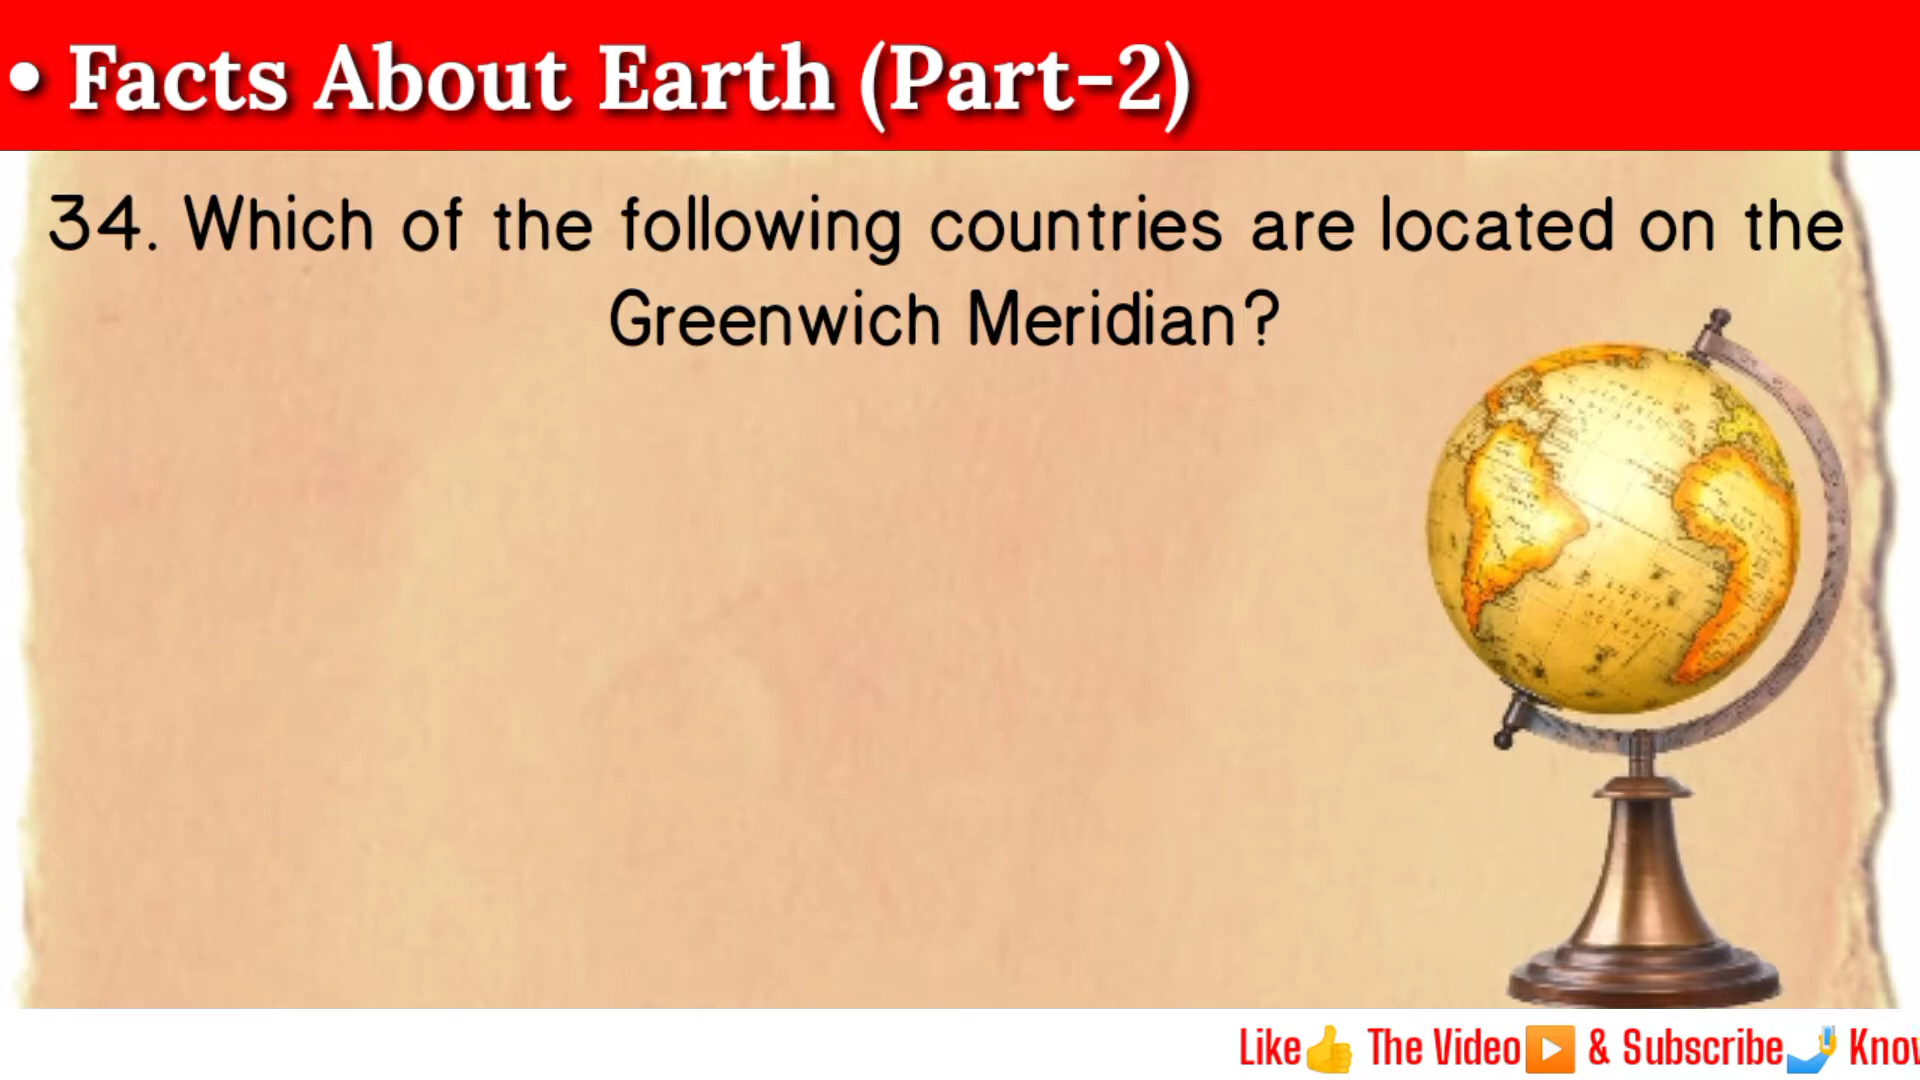 • Facts About Earth (Part-2)
34. Which of the following countries are located on the
Greenwich Meridian?
Like👍 The Video▶️ & Subscribe🤳